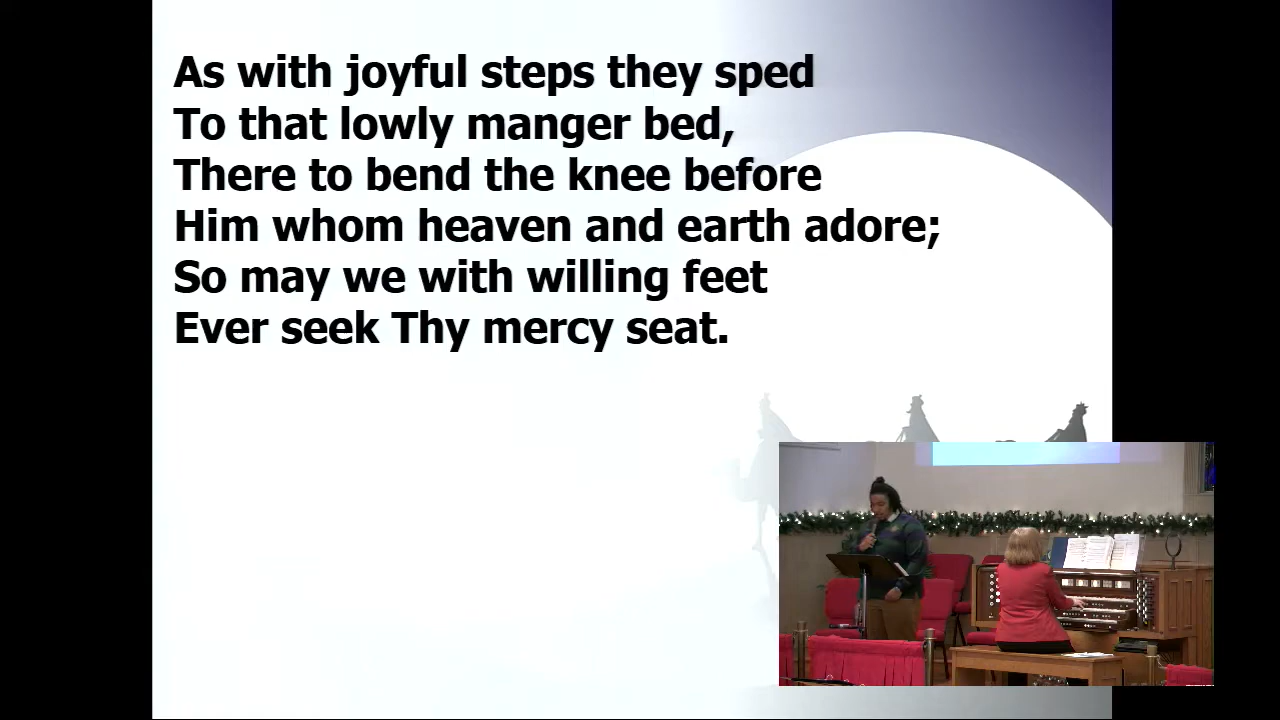 As with joyful steps they sped
To that lowly manger bed,
There to bend the knee before
Him whom heaven and earth adore;
So may we with willing feet
Ever seek Thy mercy seat.